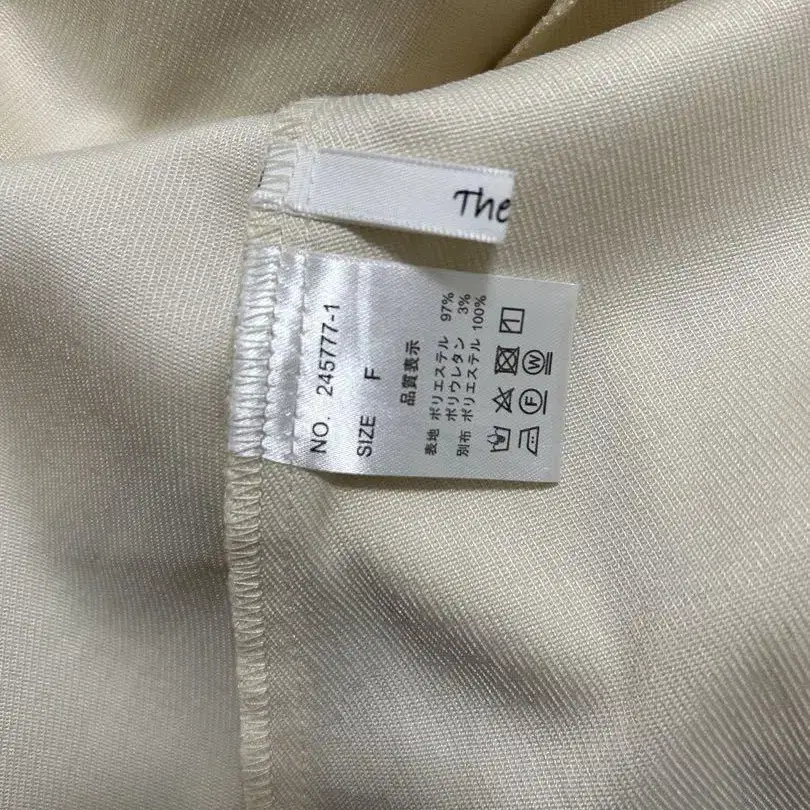 The
NO. 245777-1
SIZE F
品質表示
表地 ポリエステル 97%
ポリウレタン 3%
別布 ポリエステル 100%
W
F